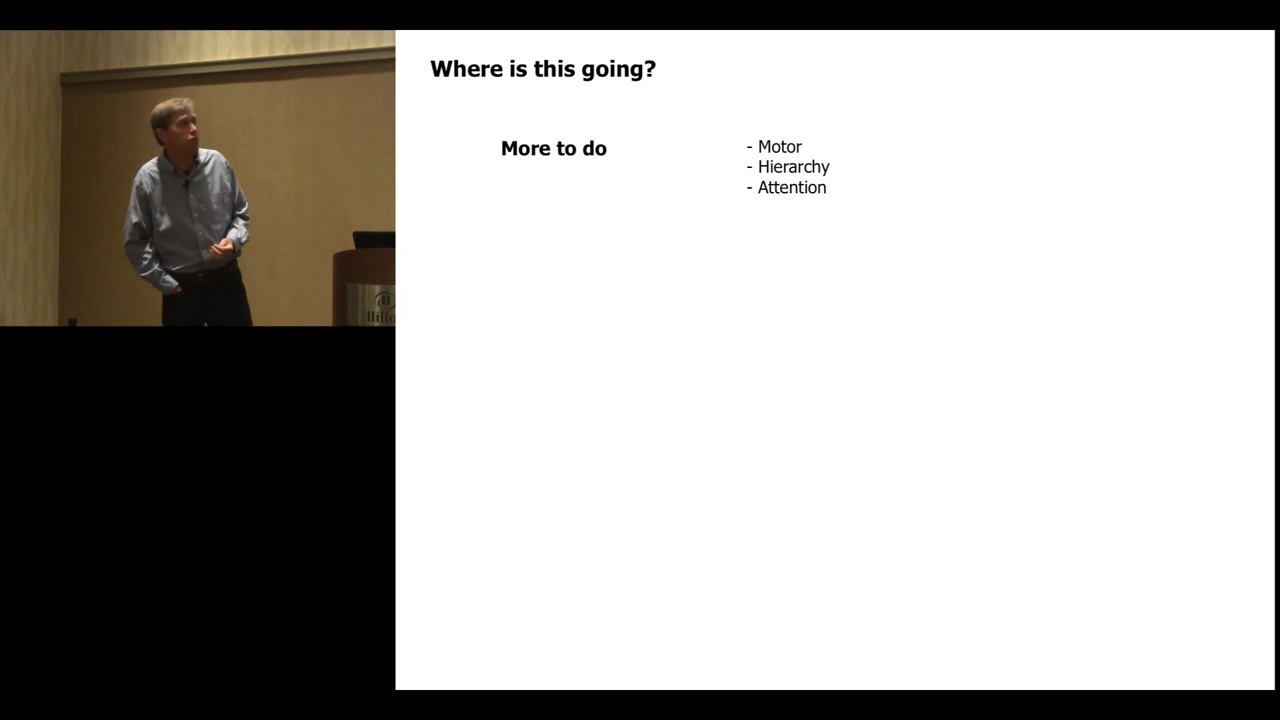 Where is this going?
More to do
- Motor
- Hierarchy
- Attention